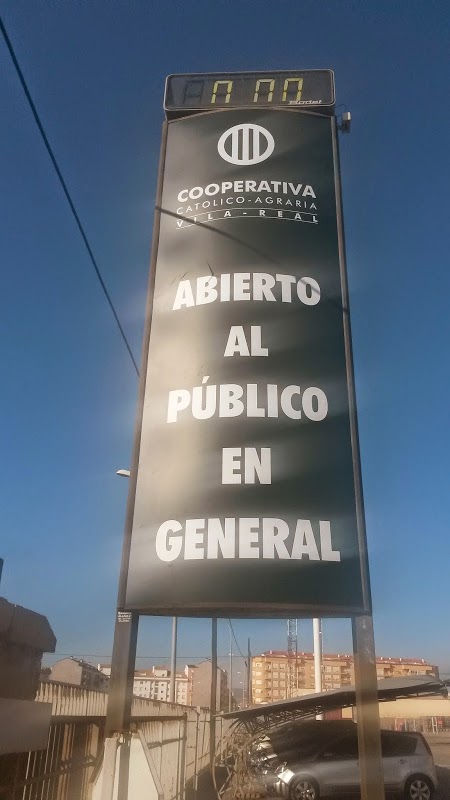 COOPERATIVA
CATOLICO-AGRARIA
VILA-REAL
ABIERTO
AL
PÚBLICO
EN
GENERAL